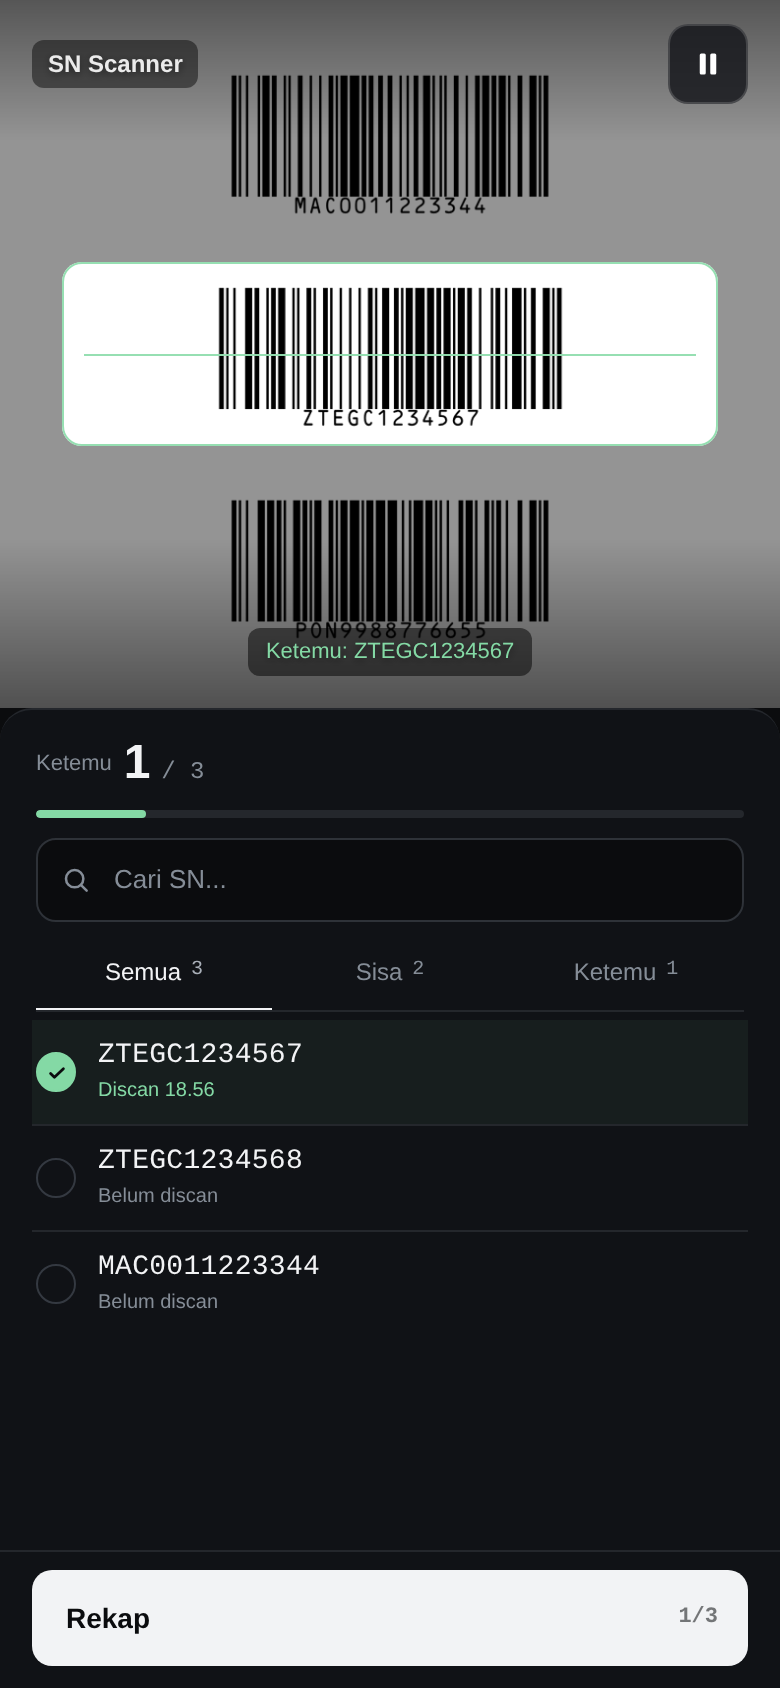 SN Scanner
MAC0011223344
ZTEGC1234567
PON9988776655
Ketemu: ZTEGC1234567
Ketemu 1 / 3
Cari SN...
Semua 3 Sisa 2 Ketemu 1
ZTEGC1234567
Discan 18.56
ZTEGC1234568
Belum discan
MAC0011223344
Belum discan
Rekap 1/3